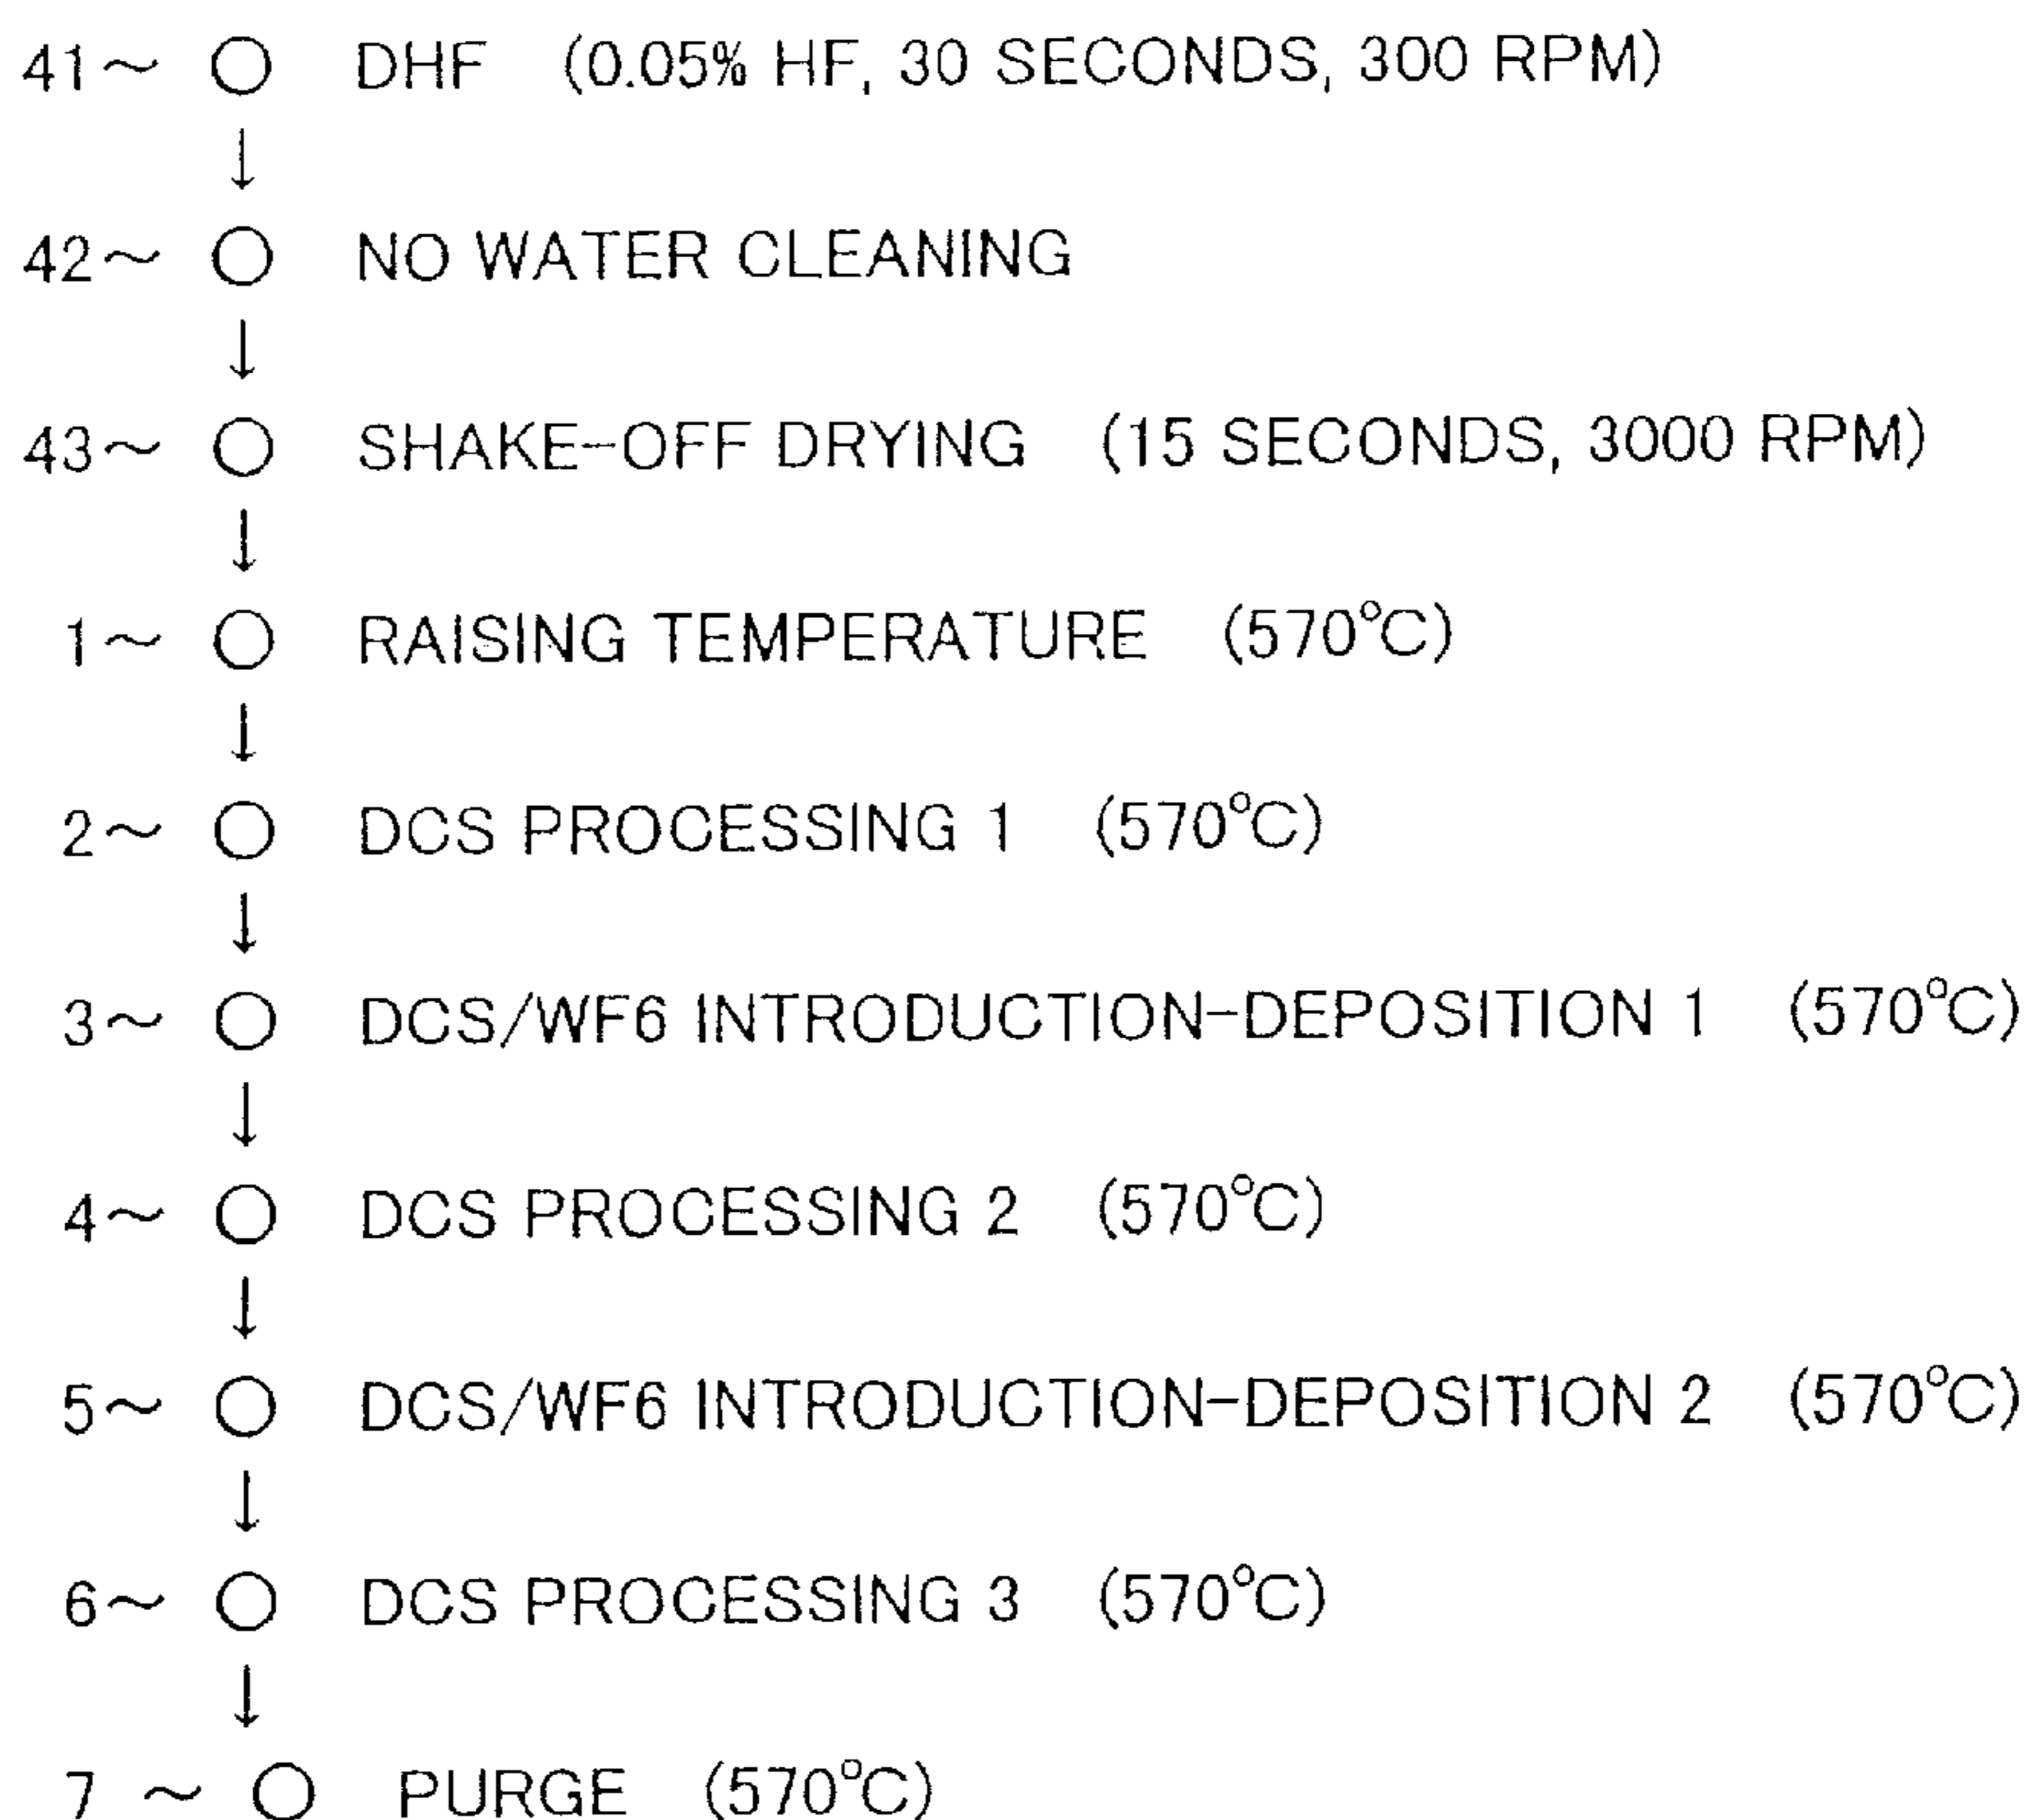 41~ ○ DHF (0.05% HF, 30 SECONDS, 300 RPM)
↓
42~ ○ NO WATER CLEANING
↓
43~ ○ SHAKE-OFF DRYING (15 SECONDS, 3000 RPM)
↓
1~ ○ RAISING TEMPERATURE (570°C)
↓
2~ ○ DCS PROCESSING 1 (570°C)
↓
3~ ○ DCS/WF6 INTRODUCTION-DEPOSITION 1 (570°C)
↓
4~ ○ DCS PROCESSING 2 (570°C)
↓
5~ ○ DCS/WF6 INTRODUCTION-DEPOSITION 2 (570°C)
↓
6~ ○ DCS PROCESSING 3 (570°C)
↓
7 ~ ○ PURGE (570°C)